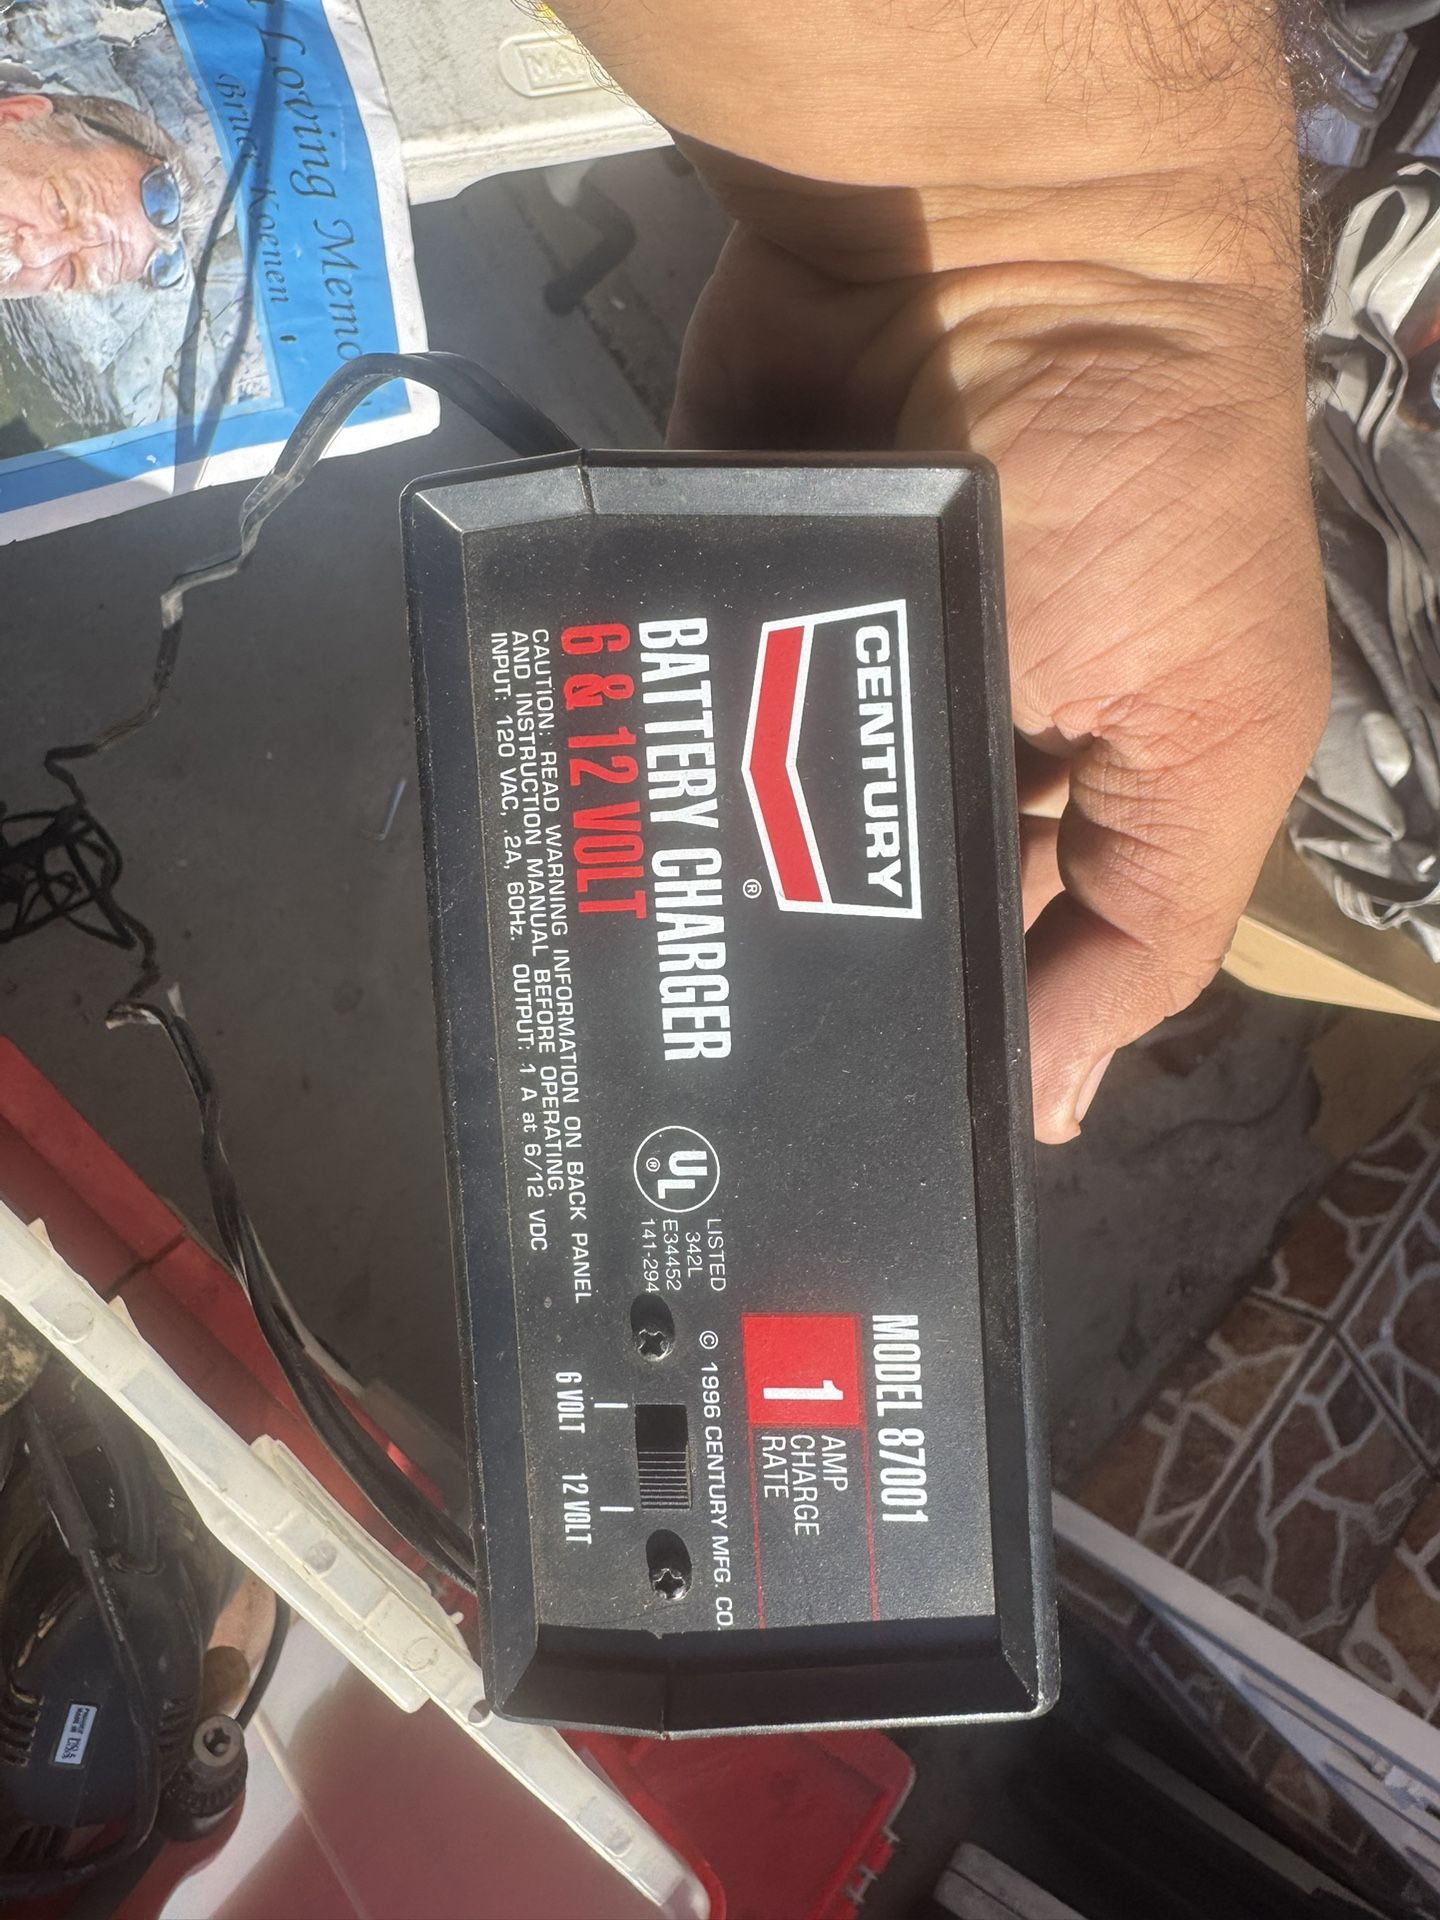 CENTURY
®
BATTERY CHARGER
6 & 12 VOLT
CAUTION: READ WARNING INFORMATION ON BACK PANEL
AND INSTRUCTION MANUAL BEFORE OPERATING.
INPUT: 120 VAC, .2A, 60Hz. OUTPUT: 1 A at 6/12 VDC
UL
®
LISTED
342L
E34452
141-294
MODEL 87001
1
AMP
CHARGE
RATE
© 1996 CENTURY MFG. CO.
6 VOLT
12 VOLT
Loving Memo
Bruce Koenen